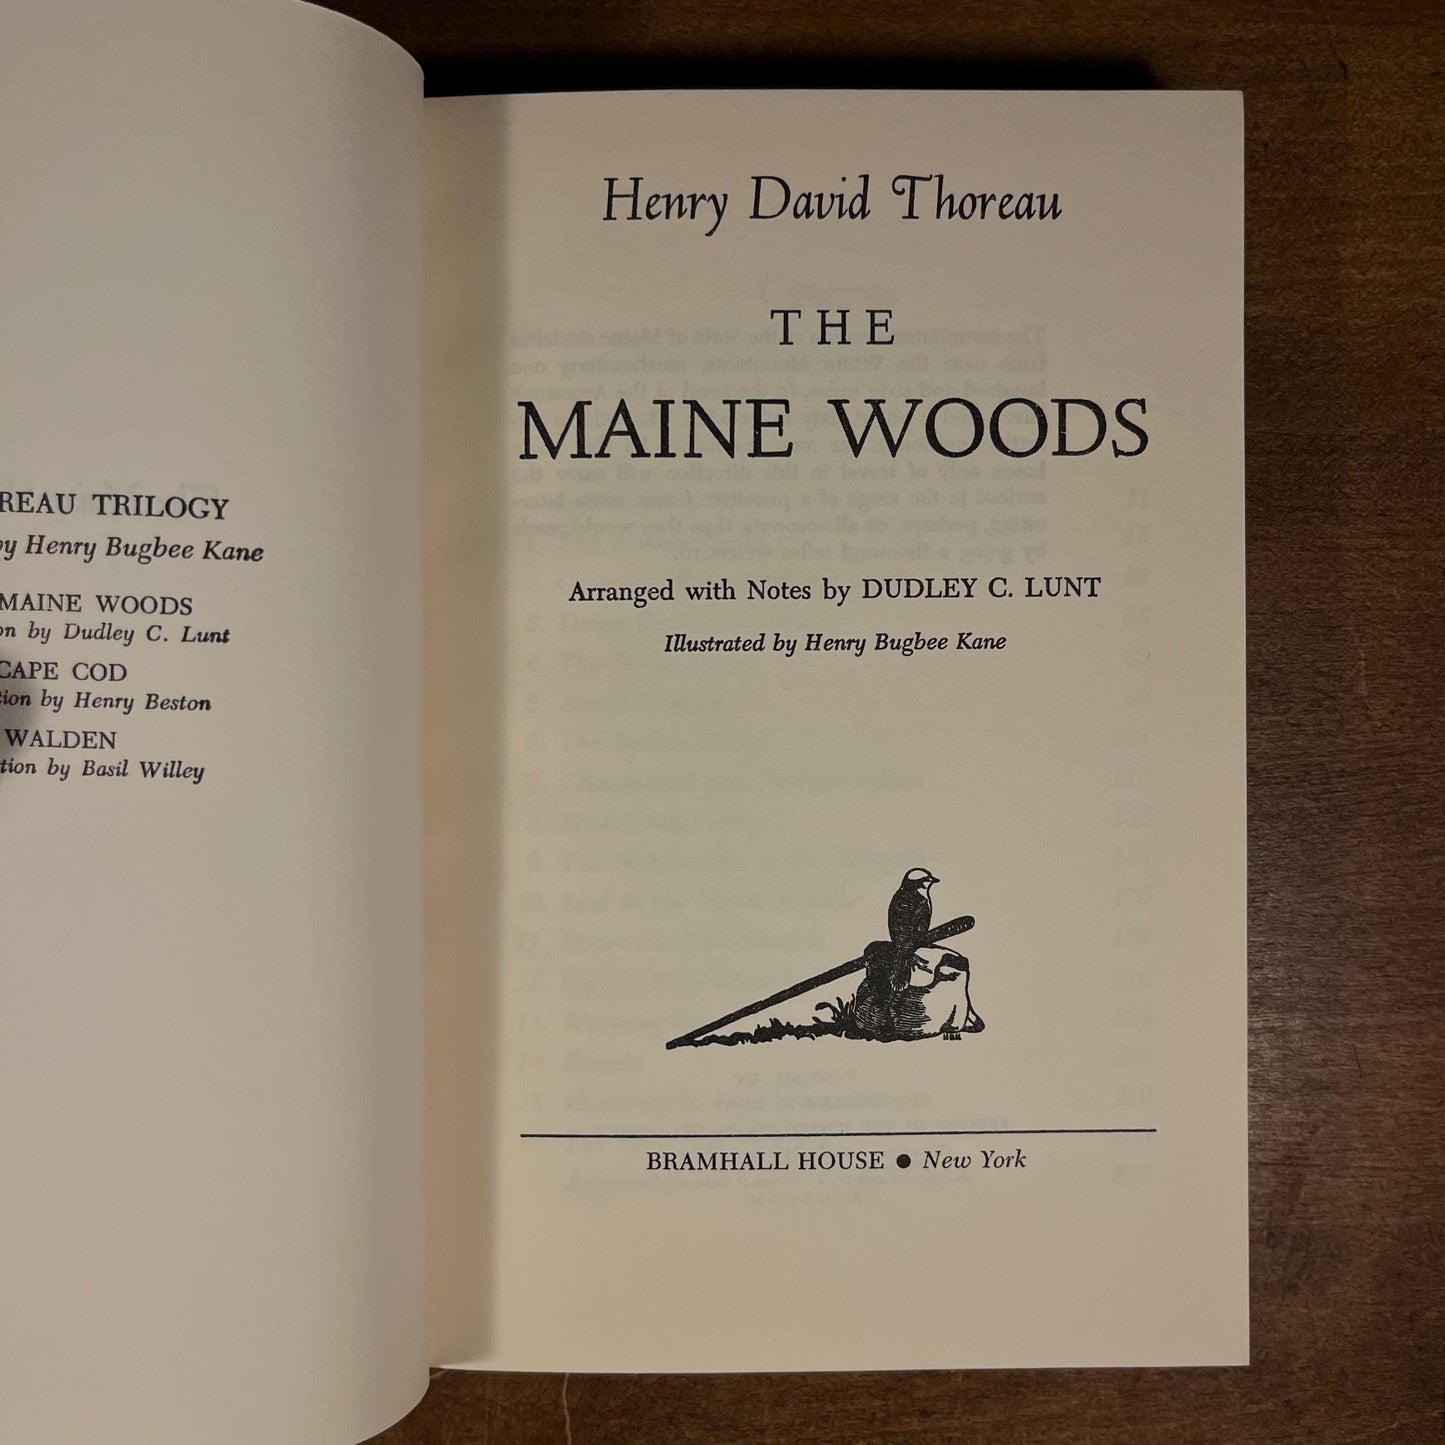 REAU TRILOGY
by Henry Bugbee Kane
MAINE WOODS
on by Dudley C. Lunt
CAPE COD
tion by Henry Beston
WALDEN
tion by Basil Willey
Henry David Thoreau
THE
MAINE WOODS
Arranged with Notes by DUDLEY C. LUNT
Illustrated by Henry Bugbee Kane
HBK
BRAMHALL HOUSE ● New York